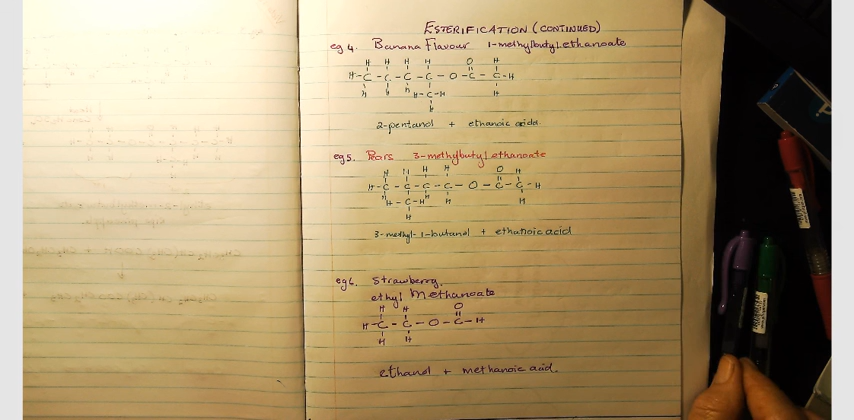 ESTERIFICATION (CONTINUED)
eg 4. Banana Flavour 1-methylbutyl ethanoate
H H H H O H
H-C-C-C-C-O-C-C-H
H H H H-C-H H
H
2-pentanol + ethanoic acid.
eg 5. Pears 3-methylbutyl ethanoate
H H H H O H
H-C-C-C-C-O-C-C-H
H H-C-H H H H
H
3-methyl-1-butanol + ethanoic acid
eg 6. Strawberry.
ethyl Methanoate
H H O
H-C-C-O-C-H
H H
ethanol + methanoic acid.